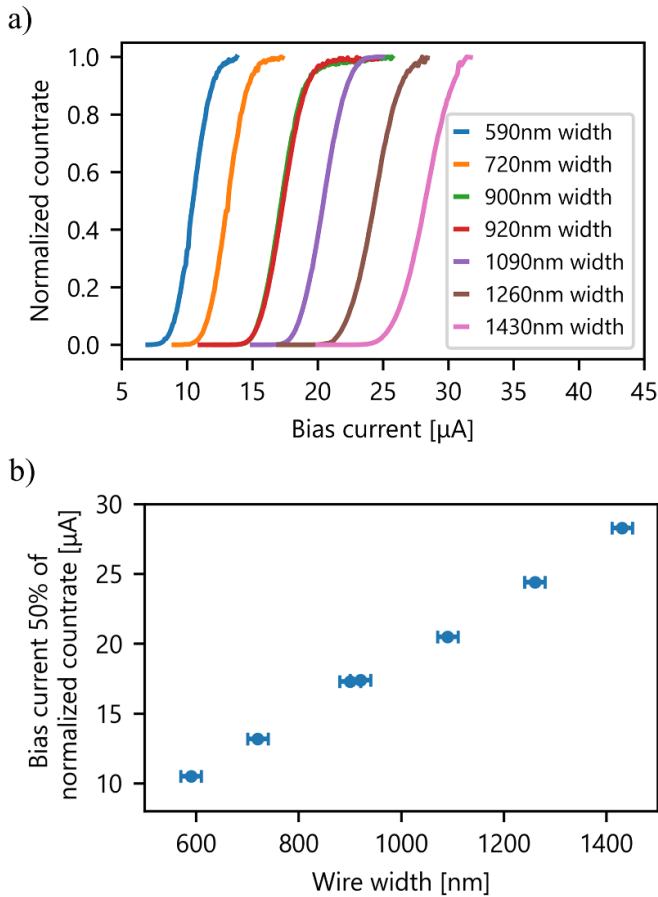 a)
Normalized countrate
1.0
0.8
0.6
0.4
0.2
0.0
590nm width
720nm width
900nm width
920nm width
1090nm width
1260nm width
1430nm width
5 10 15 20 25 30 35 40 45
Bias current [µA]
b)
Bias current 50% of
normalized countrate [µA]
30
25
20
15
10
600 800 1000 1200 1400
Wire width [nm]